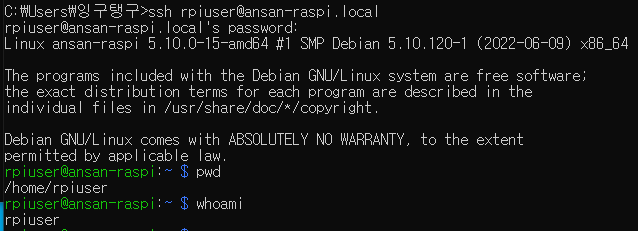 C:₩Users₩잉구탱구>ssh rpiuser@ansan-raspi.local
rpiuser@ansan-raspi.local's password:
Linux ansan-raspi 5.10.0-15-amd64 #1 SMP Debian 5.10.120-1 (2022-06-09) x86_64

The programs included with the Debian GNU/Linux system are free software;
the exact distribution terms for each program are described in the
individual files in /usr/share/doc/*/copyright.

Debian GNU/Linux comes with ABSOLUTELY NO WARRANTY, to the extent
permitted by applicable law.
rpiuser@ansan-raspi:~ $ pwd
/home/rpiuser
rpiuser@ansan-raspi:~ $ whoami
rpiuser